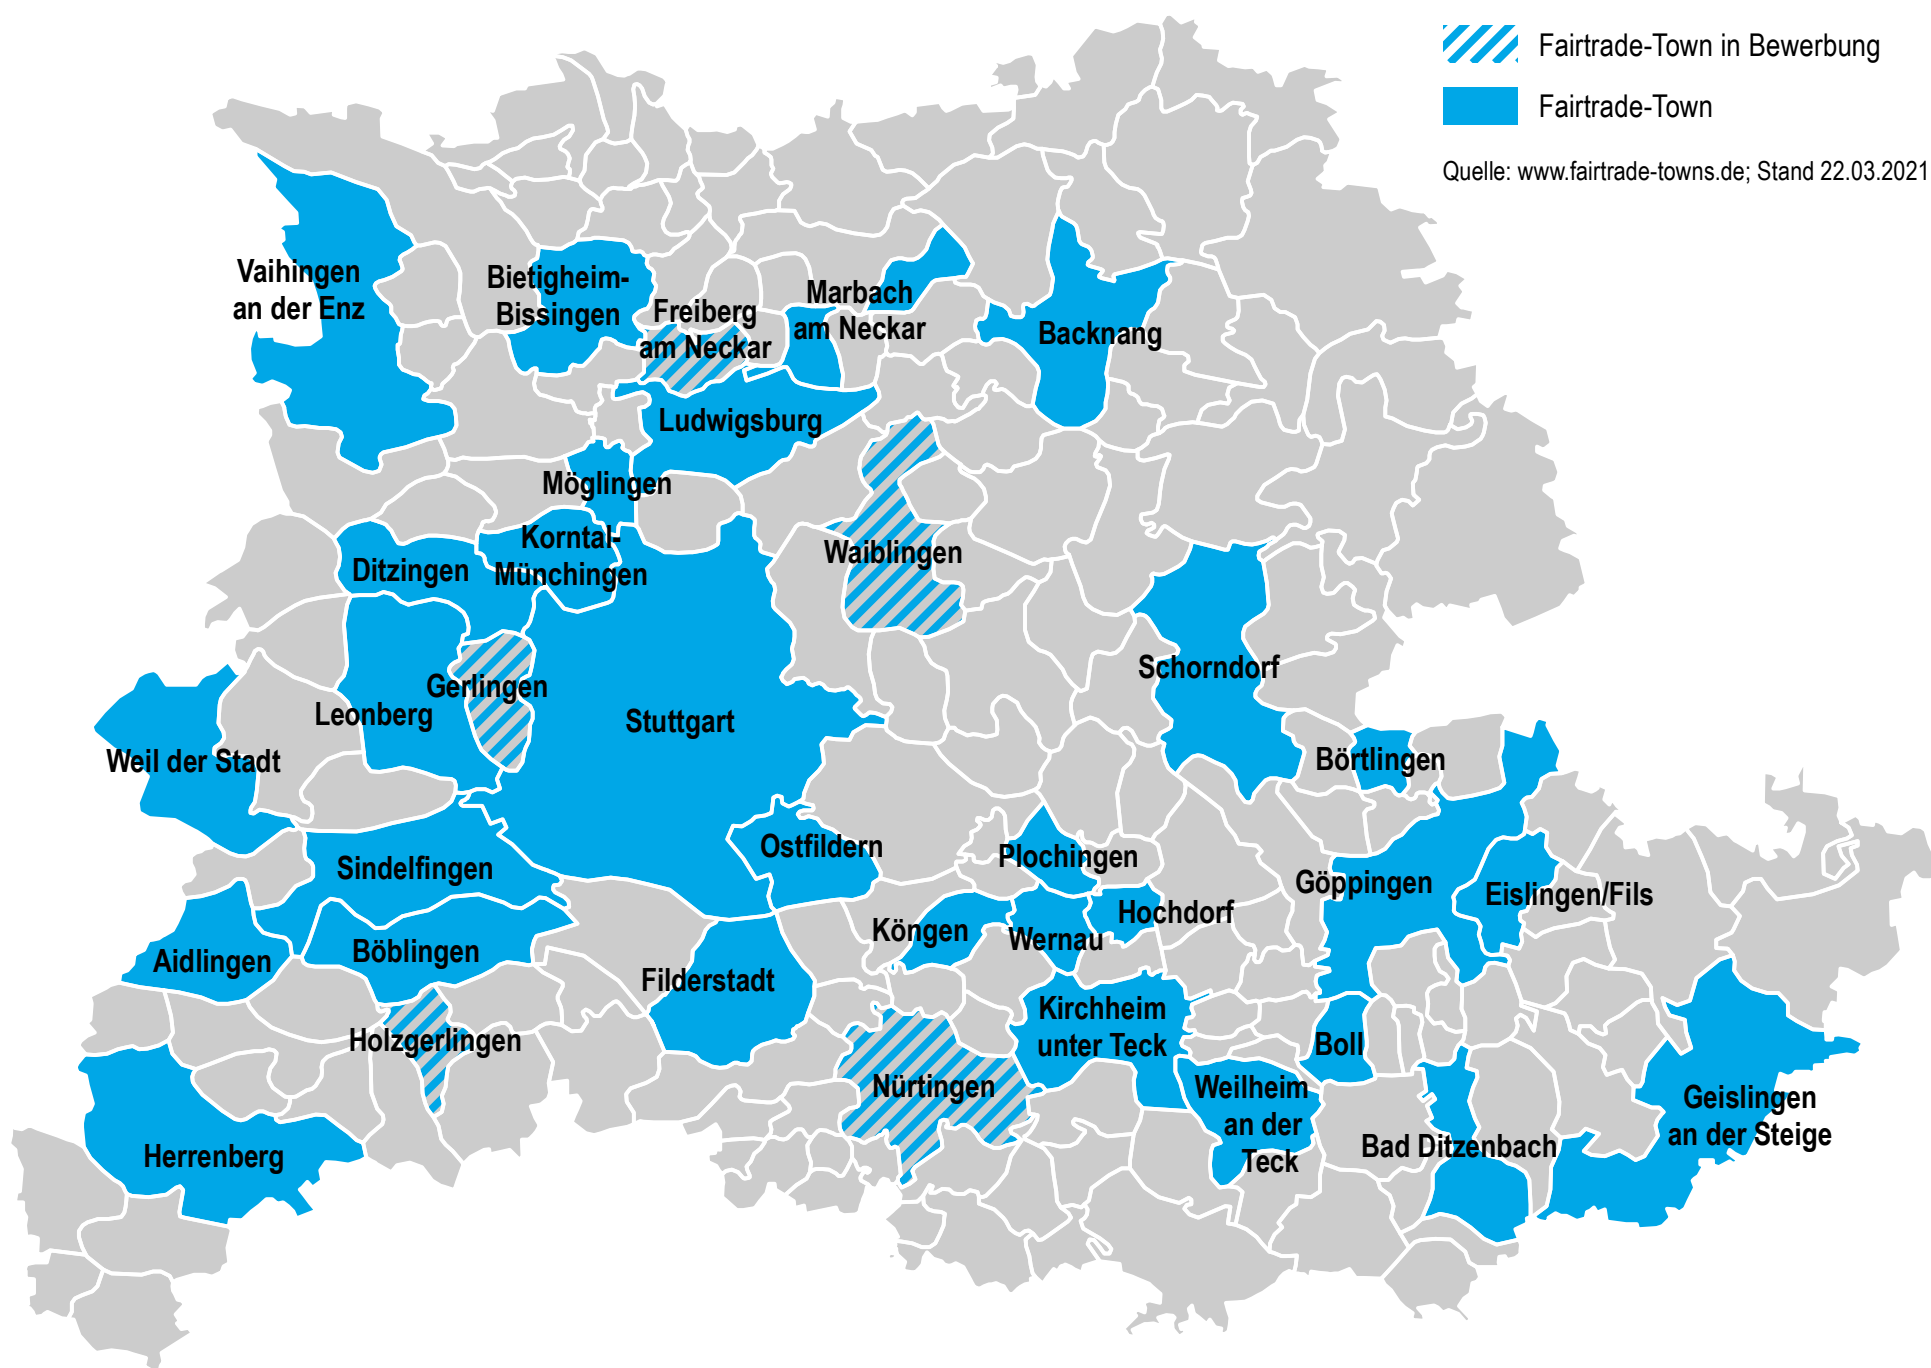 Fairtrade-Town in Bewerbung
Fairtrade-Town
Quelle: www.fairtrade-towns.de; Stand 22.03.2021
Vaihingen
an der Enz
Bietigheim-
Bissingen
Freiberg
am Neckar
Marbach
am Neckar
Backnang
Ludwigsburg
Möglingen
Korntal-
Münchingen
Ditzingen
Waiblingen
Gerlingen
Leonberg
Stuttgart
Schorndorf
Weil der Stadt
Börtlingen
Sindelfingen
Ostfildern
Plochingen
Göppingen
Eislingen/Fils
Hochdorf
Köngen
Wernau
Aidlingen
Böblingen
Filderstadt
Kirchheim
unter Teck
Holzgerlingen
Boll
Nürtingen
Weilheim
an der
Teck
Geislingen
an der Steige
Bad Ditzenbach
Herrenberg